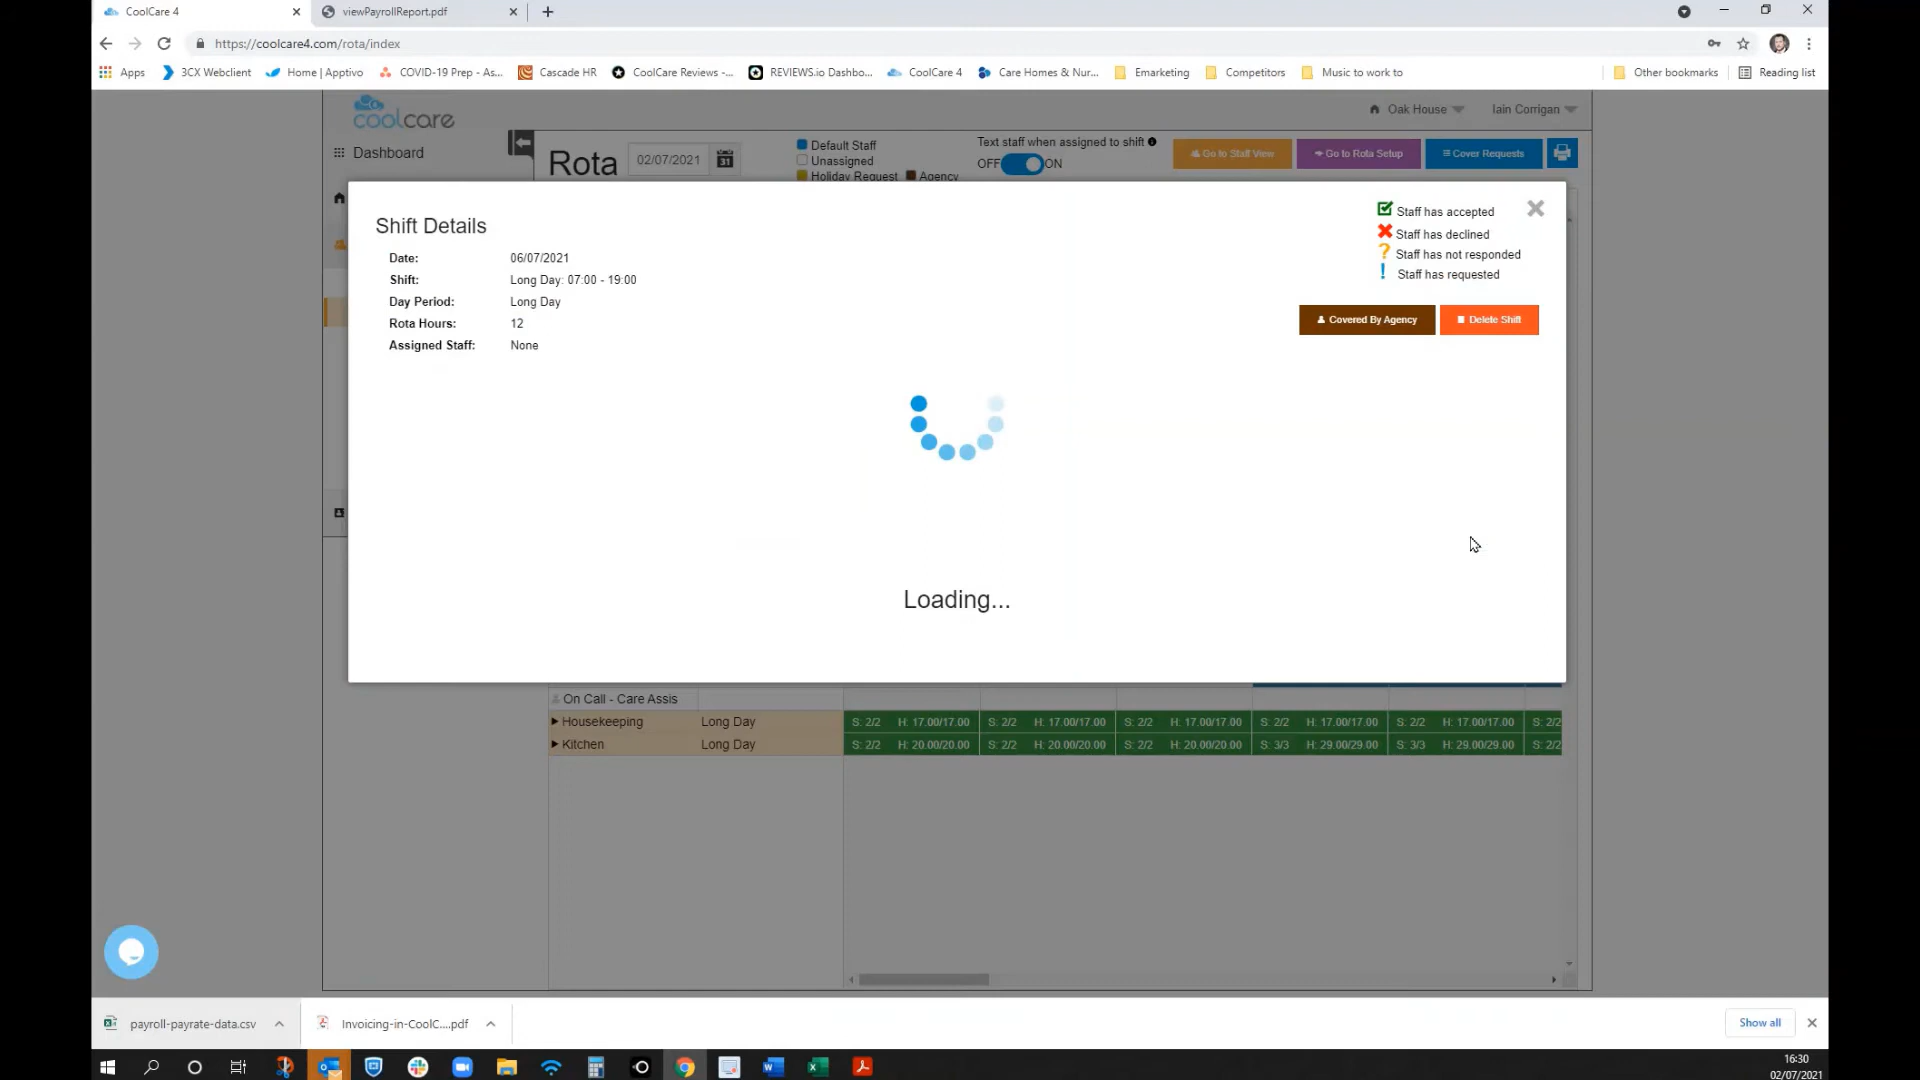 CoolCare 4
viewPayrollReport.pdf
https://coolcare4.com/rota/index
Apps
3CX Webclient
Home | Apptivo
COVID-19 Prep - As...
Cascade HR
CoolCare Reviews -...
REVIEWS.io Dashbo...
CoolCare 4
Care Homes & Nur...
Emarketing
Competitors
Music to work to
Other bookmarks
Reading list
coolcare
Oak House
Iain Corrigan
Dashboard
Rota
02/07/2021
31
Default Staff
Unassigned
Holiday Request
Agency
Text staff when assigned to shift
OFF ON
Go to Staff View
Go to Rota Setup
Cover Requests
Shift Details
Date: 06/07/2021
Shift: Long Day: 07:00 - 19:00
Day Period: Long Day
Rota Hours: 12
Assigned Staff: None
Staff has accepted
Staff has declined
? Staff has not responded
! Staff has requested
Covered By Agency
Delete Shift
Loading...
On Call - Care Assis
Housekeeping Long Day S: 2/2 H: 17.00/17.00 S: 2/2 H: 17.00/17.00 S: 2/2 H: 17.00/17.00 S: 2/2 H: 17.00/17.00 S: 2/2 H: 17.00/17.00 S: 2/2
Kitchen Long Day S: 2/2 H: 20.00/20.00 S: 2/2 H: 20.00/20.00 S: 2/2 H: 20.00/20.00 S: 3/3 H: 29.00/29.00 S: 3/3 H: 29.00/29.00 S: 2/2
payroll-payrate-data.csv
Invoicing-in-CoolC....pdf
Show all
16:30
02/07/2021